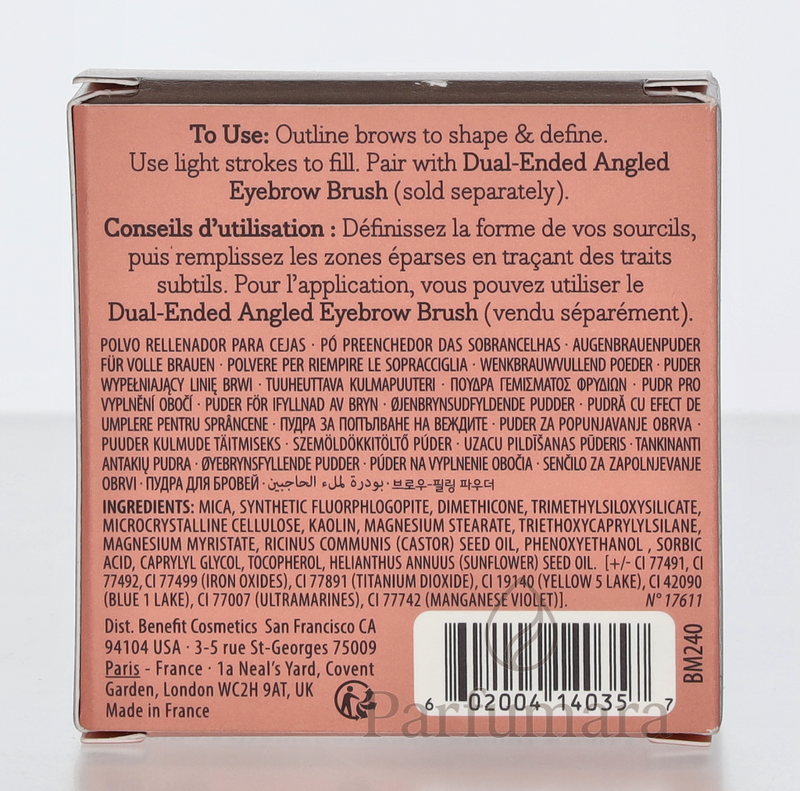 To Use: Outline brows to shape & define.
Use light strokes to fill. Pair with Dual-Ended Angled
Eyebrow Brush (sold separately).
Conseils d'utilisation : Définissez la forme de vos sourcils,
puis remplissez les zones éparses en traçant des traits
subtils. Pour l'application, vous pouvez utiliser le
Dual-Ended Angled Eyebrow Brush (vendu séparément).
POLVO RELLENADOR PARA CEJAS · PÓ PREENCHEDOR DAS SOBRANCELHAS · AUGENBRAUENPUDER
FÜR VOLLE BRAUEN · POLVERE PER RIEMPIRE LE SOPRACCIGLIA · WENKBRAUWVULLEND POEDER · PUDER
WYPEŁNIAJĄCY LINIĘ BRWI · TUUHEUTTAVA KULMAPUUTERI · ΠΟΥΔΡΑ ΓΕΜΙΣΜΑΤΟΣ ΦΡΥΔΙΩΝ · PUDR PRO
VYPLNĚNÍ OBOČÍ · PUDER FÖR IFYLLNAD AV BRYN · ØJENBRYNSUDFYLDENDE PUDDER · PUDRĂ CU EFECT DE
UMPLERE PENTRU SPRÂNCENE · ПУДРА ЗА ПОПЪЛВАНЕ НА ВЕЖДИТЕ · PUDER ZA POPUNJAVANJE OBRVA ·
PUUDER KULMUDE TÄITMISEKS · SZEMÖLDÖKKITÖLTŐ PÚDER · UZACU PILDĪŠANAS PŪDERIS · TANKINANTI
ANTAKIŲ PUDRA · ØYEBRYNSFYLLENDE PUDDER · PÚDER NA VYPLNENIE OBOČIA · SENČILO ZA ZAPOLNJEVANJE
OBRVI · ПУДРА ДЛЯ БРОВЕЙ · بودرة لملء الحاجبين · 브로우-필링 파우더
INGREDIENTS: MICA, SYNTHETIC FLUORPHLOGOPITE, DIMETHICONE, TRIMETHYLSILOXYSILICATE,
MICROCRYSTALLINE CELLULOSE, KAOLIN, MAGNESIUM STEARATE, TRIETHOXYCAPRYLYLSILANE,
MAGNESIUM MYRISTATE, RICINUS COMMUNIS (CASTOR) SEED OIL, PHENOXYETHANOL , SORBIC
ACID, CAPRYLYL GLYCOL, TOCOPHEROL, HELIANTHUS ANNUUS (SUNFLOWER) SEED OIL. [+/- CI 77491, CI
77492, CI 77499 (IRON OXIDES), CI 77891 (TITANIUM DIOXIDE), CI 19140 (YELLOW 5 LAKE), CI 42090
(BLUE 1 LAKE), CI 77007 (ULTRAMARINES), CI 77742 (MANGANESE VIOLET)]. N° 17611
Dist. Benefit Cosmetics San Francisco CA
94104 USA · 3-5 rue St-Georges 75009
Paris - France · 1a Neal's Yard, Covent
Garden, London WC2H 9AT, UK
Made in France
6 02004 14035 7
BM240
Parfumara